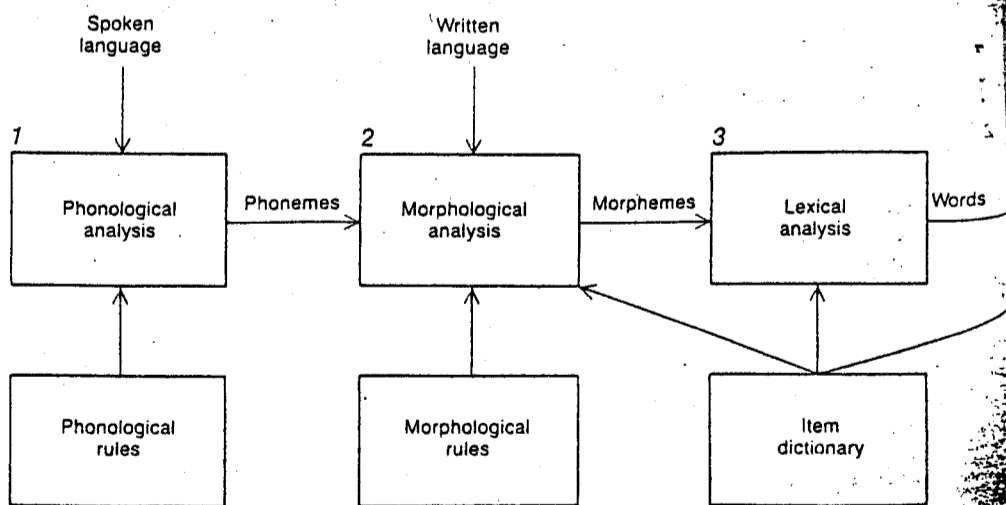 Spoken
language
Written
language
1
2
3
Phonological
analysis
Phonemes
Morphological
analysis
Morphemes
Lexical
analysis
Words
Phonological
rules
Morphological
rules
Item
dictionary